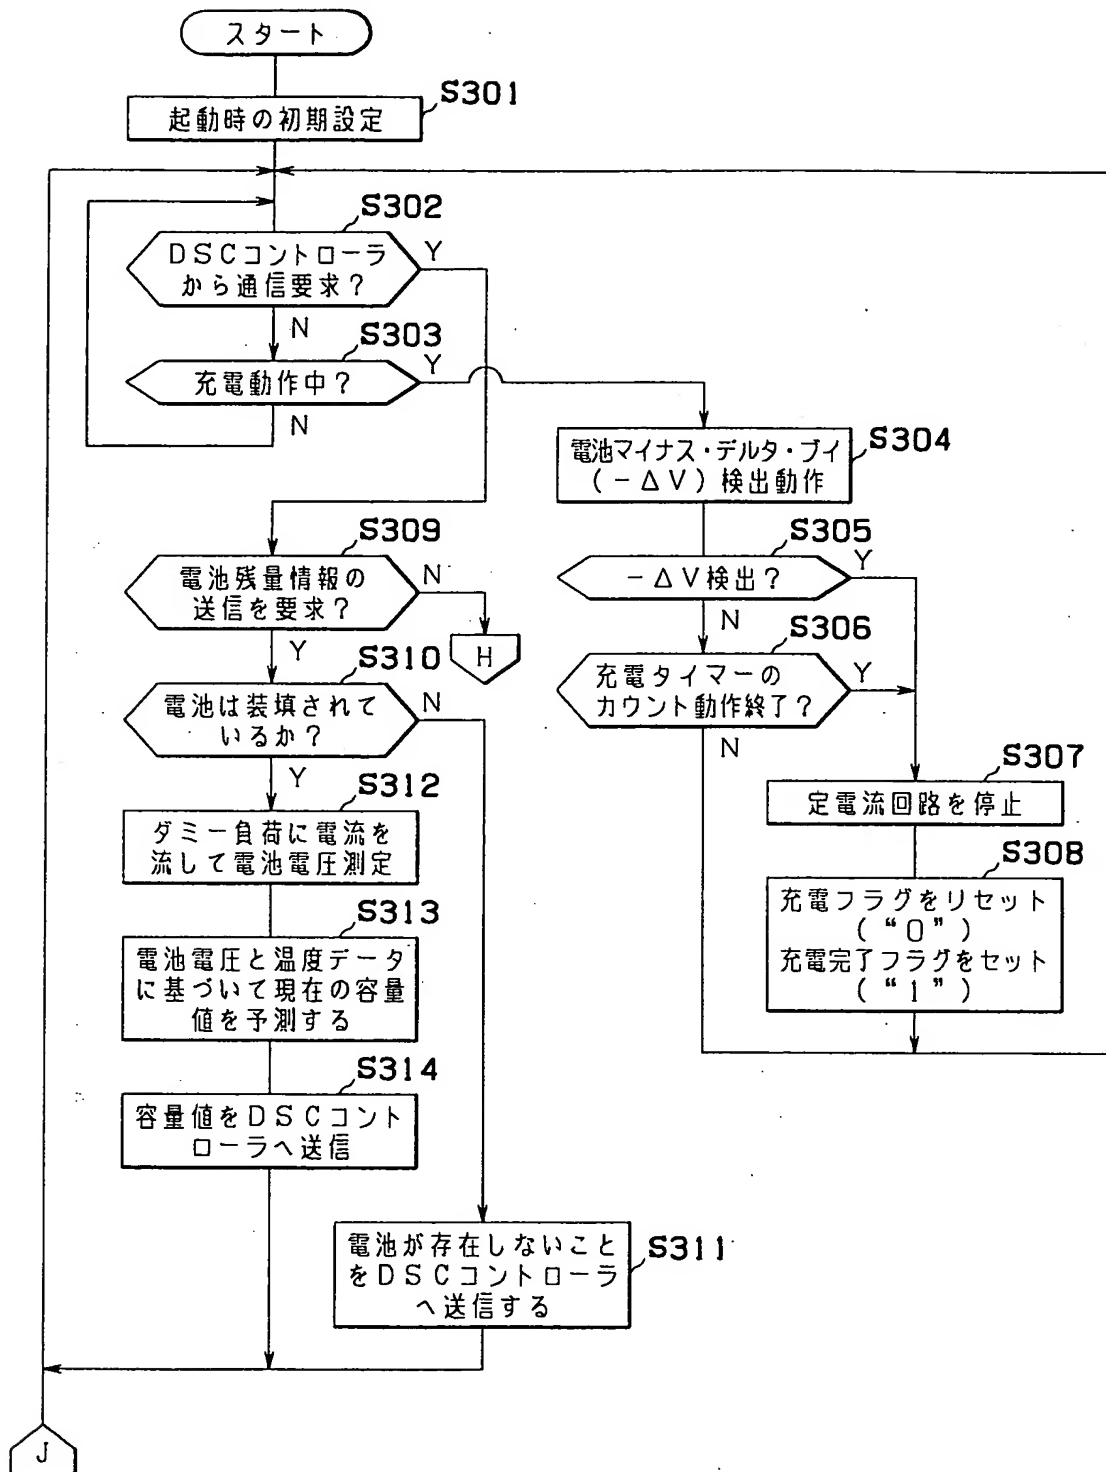 スタート
S301
起動時の初期設定
S302
DSCコントローラ
から通信要求?
Y
N
S303
充電動作中?
Y
N
S304
電池マイナス・デルタ・ブイ
(-ΔV)検出動作
S305
-ΔV検出?
Y
N
S306
充電タイマーの
カウント動作終了?
Y
N
S307
定電流回路を停止
S308
充電フラグをリセット
(“0”)
充電完了フラグをセット
(“1”)
S309
電池残量情報の
送信を要求?
N
H
Y
S310
電池は装填されて
いるか?
N
Y
S312
ダミー負荷に電流を
流して電池電圧測定
S313
電池電圧と温度データ
に基づいて現在の容量
値を予測する
S314
容量値をDSCコント
ローラへ送信
S311
電池が存在しないこと
をDSCコントローラ
へ送信する
J